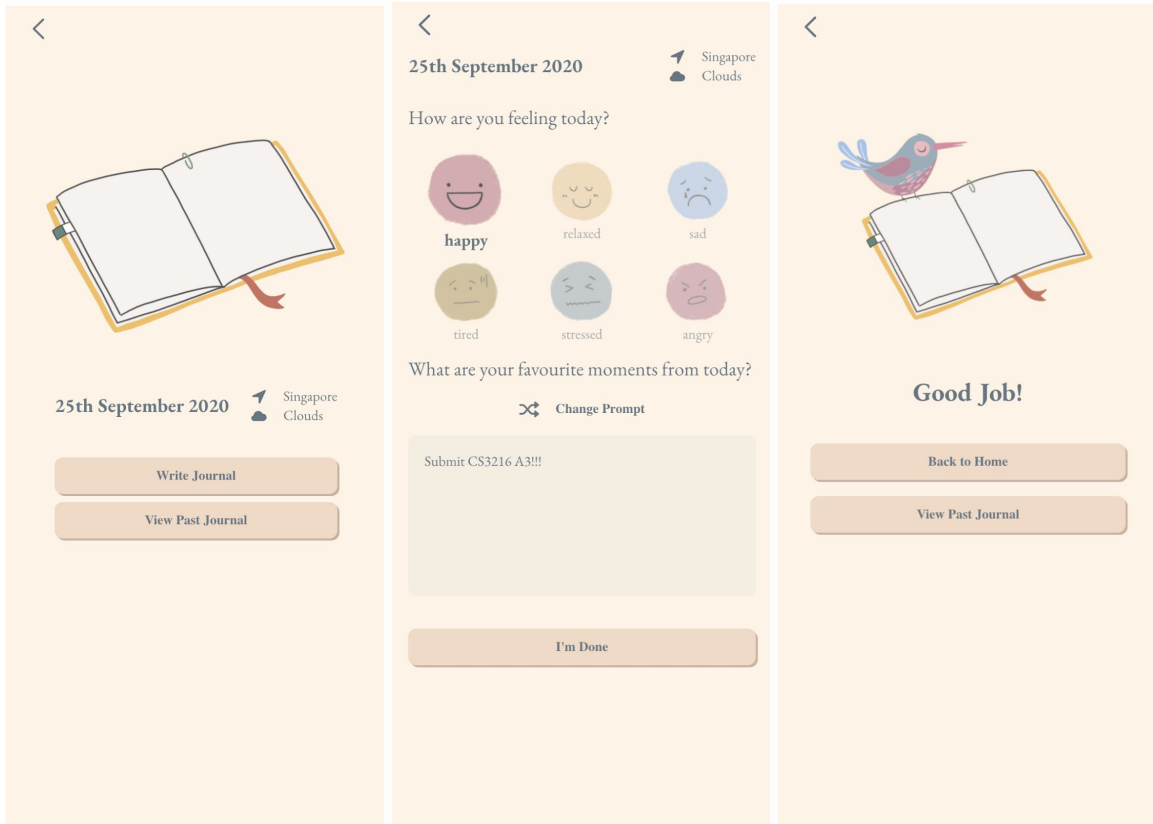 25th September 2020
Singapore
Clouds
Write Journal
View Past Journal
25th September 2020
Singapore
Clouds
How are you feeling today?
happy
relaxed
sad
tired
stressed
angry
What are your favourite moments from today?
Change Prompt
Submit CS3216 A3!!!
I'm Done
Good Job!
Back to Home
View Past Journal